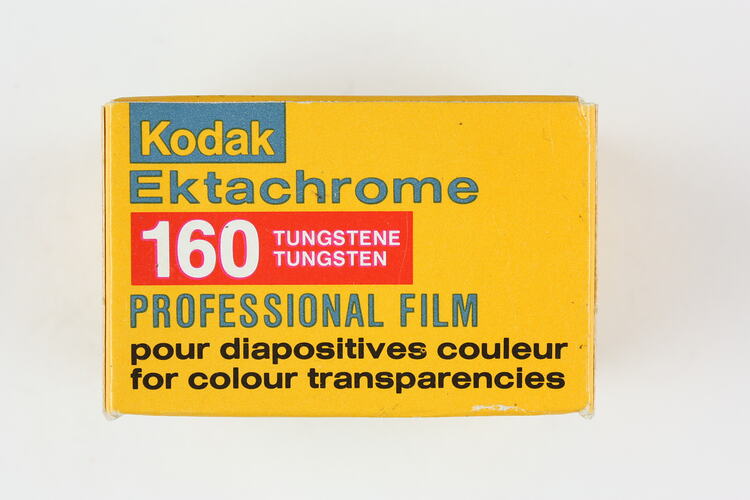 Kodak
Ektachrome
160 TUNGSTENE
TUNGSTEN
PROFESSIONAL FILM
pour diapositives couleur
for colour transparencies